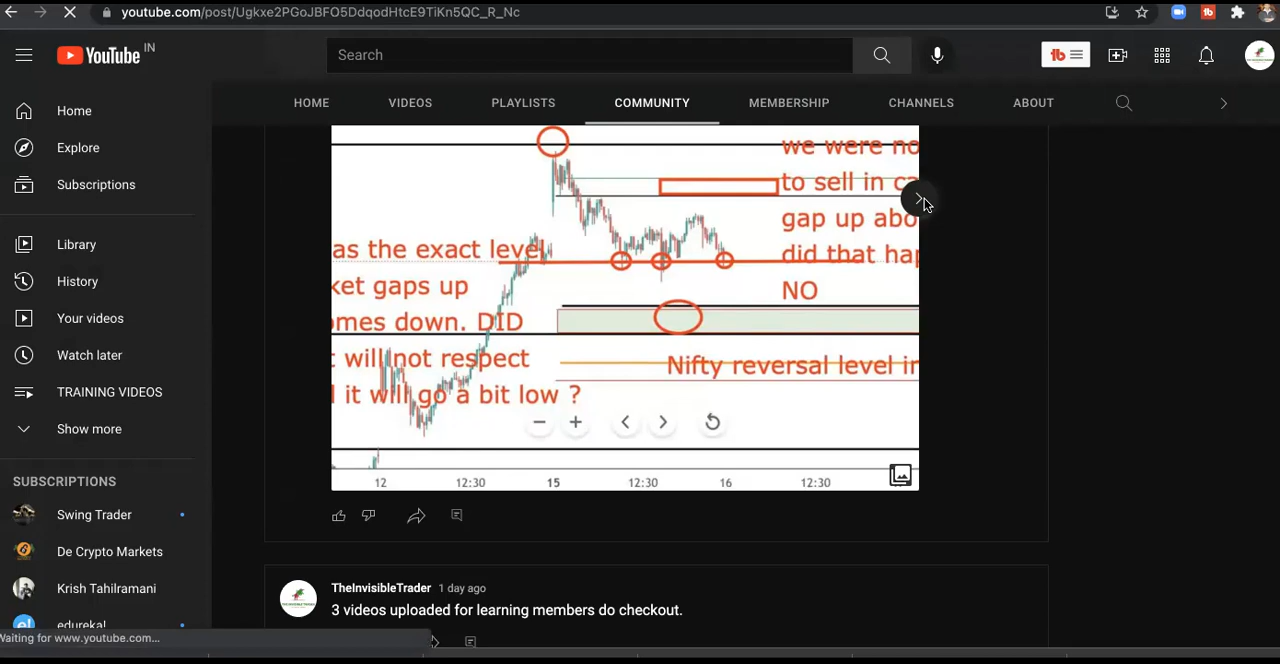 youtube.com/post/Ugkxe2PGoJBFO5DdqodHtcE9TiKn5QC_R_Nc
YouTube IN
Search
HOME VIDEOS PLAYLISTS COMMUNITY MEMBERSHIP CHANNELS ABOUT
Home
Explore
Subscriptions
Library
History
Your videos
Watch later
TRAINING VIDEOS
Show more
SUBSCRIPTIONS
Swing Trader
De Crypto Markets
Krish Tahilramani
edureka!
Waiting for www.youtube.com...
we were no
to sell in ca
gap up abo
did that hap
NO
as the exact level
ket gaps up
omes down. DID
t will not respect
d it will go a bit low ?
Nifty reversal level in
12 12:30 15 12:30 16 12:30
TheInvisibleTrader 1 day ago
3 videos uploaded for learning members do checkout.